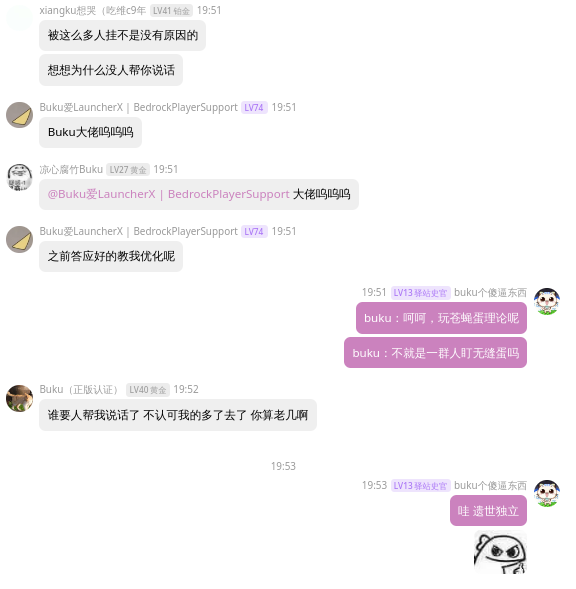 xiangku想哭（吃维c9年 LV41 铂金 19:51
被这么多人挂不是没有原因的
想想为什么没人帮你说话
Buku爱LauncherX | BedrockPlayerSupport LV74 19:51
Buku大佬呜呜呜
凉心腐竹Buku LV27 黄金 19:51
@Buku爱LauncherX | BedrockPlayerSupport 大佬呜呜呜
Buku爱LauncherX | BedrockPlayerSupport LV74 19:51
之前答应好的教我优化呢
19:51 LV13 驿站史官 buku个傻逼东西
buku：呵呵，玩苍蝇蛋理论呢
buku：不就是一群人盯无缝蛋吗
Buku（正版认证） LV40 黄金 19:52
谁要人帮我说话了 不认可我的多了去了 你算老几啊
19:53
19:53 LV13 驿站史官 buku个傻逼东西
哇 遗世独立